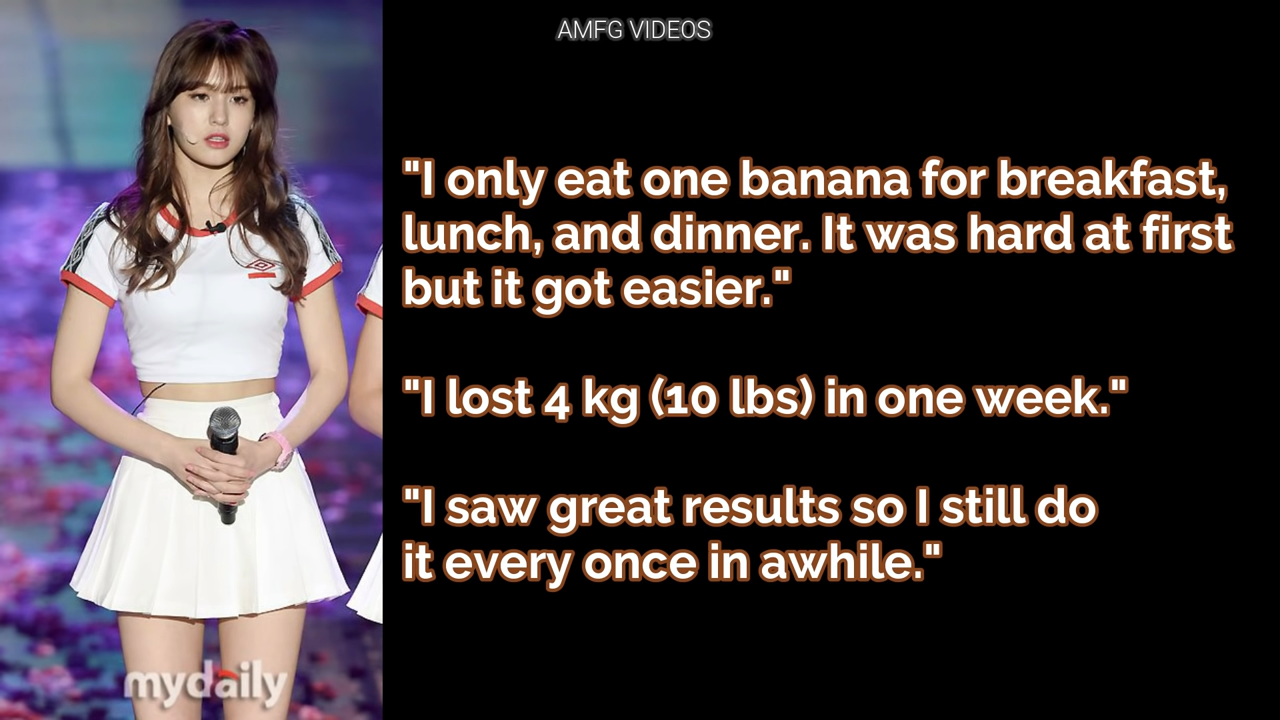 AMFG VIDEOS
"I only eat one banana for breakfast,
lunch, and dinner. It was hard at first
but it got easier."
"I lost 4 kg (10 lbs) in one week."
"I saw great results so I still do
it every once in awhile."
mydaily